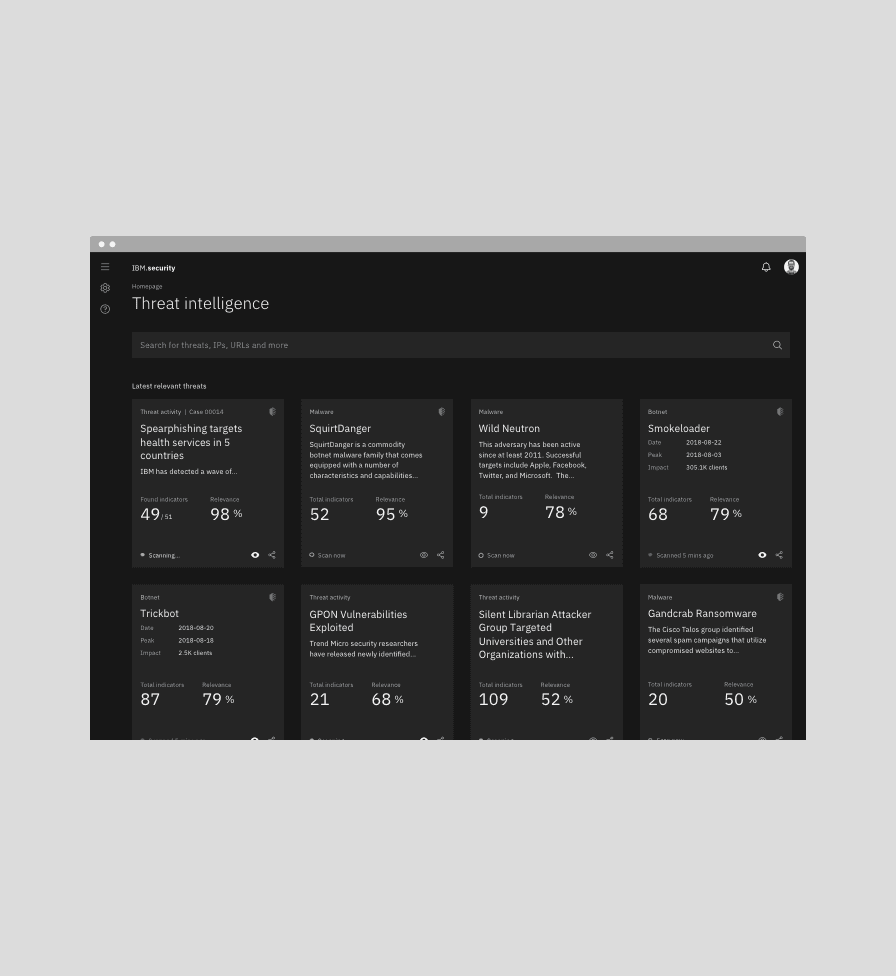 IBM.security
Homepage
Threat intelligence
Search for threats, IPs, URLs and more
Latest relevant threats
Threat activity | Case 00014
Spearphishing targets
health services in 5
countries
IBM has detected a wave of...
Found indicators Relevance
49 / 51 98 %
Scanning...
Malware
SquirtDanger
SquirtDanger is a commodity
botnet malware family that comes
equipped with a number of
characteristics and capabilities...
Total indicators Relevance
52 95 %
Scan now
Malware
Wild Neutron
This adversary has been active
since at least 2011. Successful
targets include Apple, Facebook,
Twitter, and Microsoft. The...
Total indicators Relevance
9 78 %
Scan now
Botnet
Smokeloader
Date 2018-08-22
Peak 2018-08-03
Impact 305.1K clients
Total indicators Relevance
68 79 %
Scanned 5 mins ago
Botnet
Trickbot
Date 2018-08-20
Peak 2018-08-18
Impact 2.5K clients
Total indicators Relevance
87 79 %
Threat activity
GPON Vulnerabilities
Exploited
Trend Micro security researchers
have released newly identified...
Total indicators Relevance
21 68 %
Threat activity
Silent Librarian Attacker
Group Targeted
Universities and Other
Organizations with...
Total indicators Relevance
109 52 %
Malware
Gandcrab Ransomware
The Cisco Talos group identified
several spam campaigns that utilize
compromised websites to...
Total indicators Relevance
20 50 %